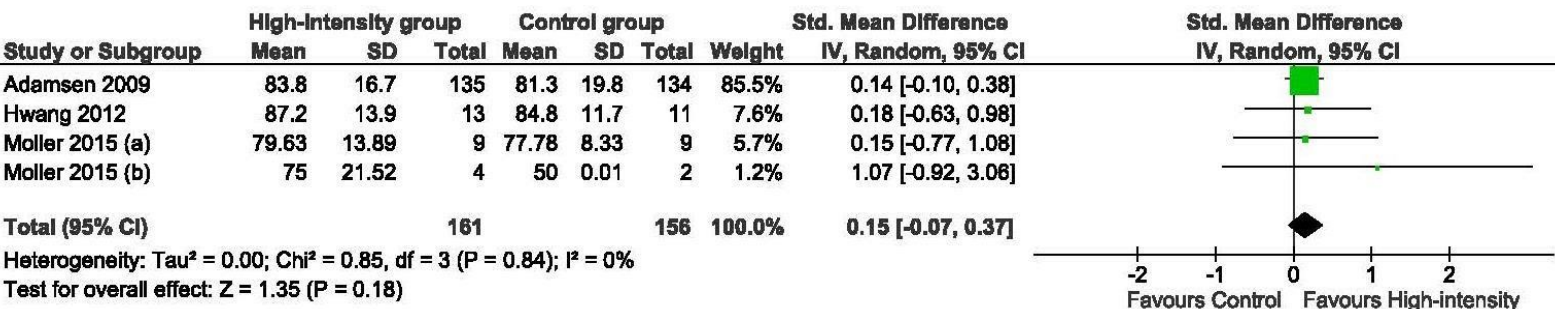 High-Intensity group Control group Std. Mean Difference Std. Mean Difference
Study or Subgroup Mean SD Total Mean SD Total Weight IV, Random, 95% CI IV, Random, 95% CI
Adamsen 2009 83.8 16.7 135 81.3 19.8 134 85.5% 0.14 [-0.10, 0.38]
Hwang 2012 87.2 13.9 13 84.8 11.7 11 7.6% 0.18 [-0.63, 0.98]
Moller 2015 (a) 79.63 13.89 9 77.78 8.33 9 5.7% 0.15 [-0.77, 1.08]
Moller 2015 (b) 75 21.52 4 50 0.01 2 1.2% 1.07 [-0.92, 3.06]
Total (95% CI) 161 156 100.0% 0.15 [-0.07, 0.37]
Heterogeneity: Tau² = 0.00; Chi² = 0.85, df = 3 (P = 0.84); I² = 0%
Test for overall effect: Z = 1.35 (P = 0.18)
-2 -1 0 1 2
Favours Control Favours High-intensity